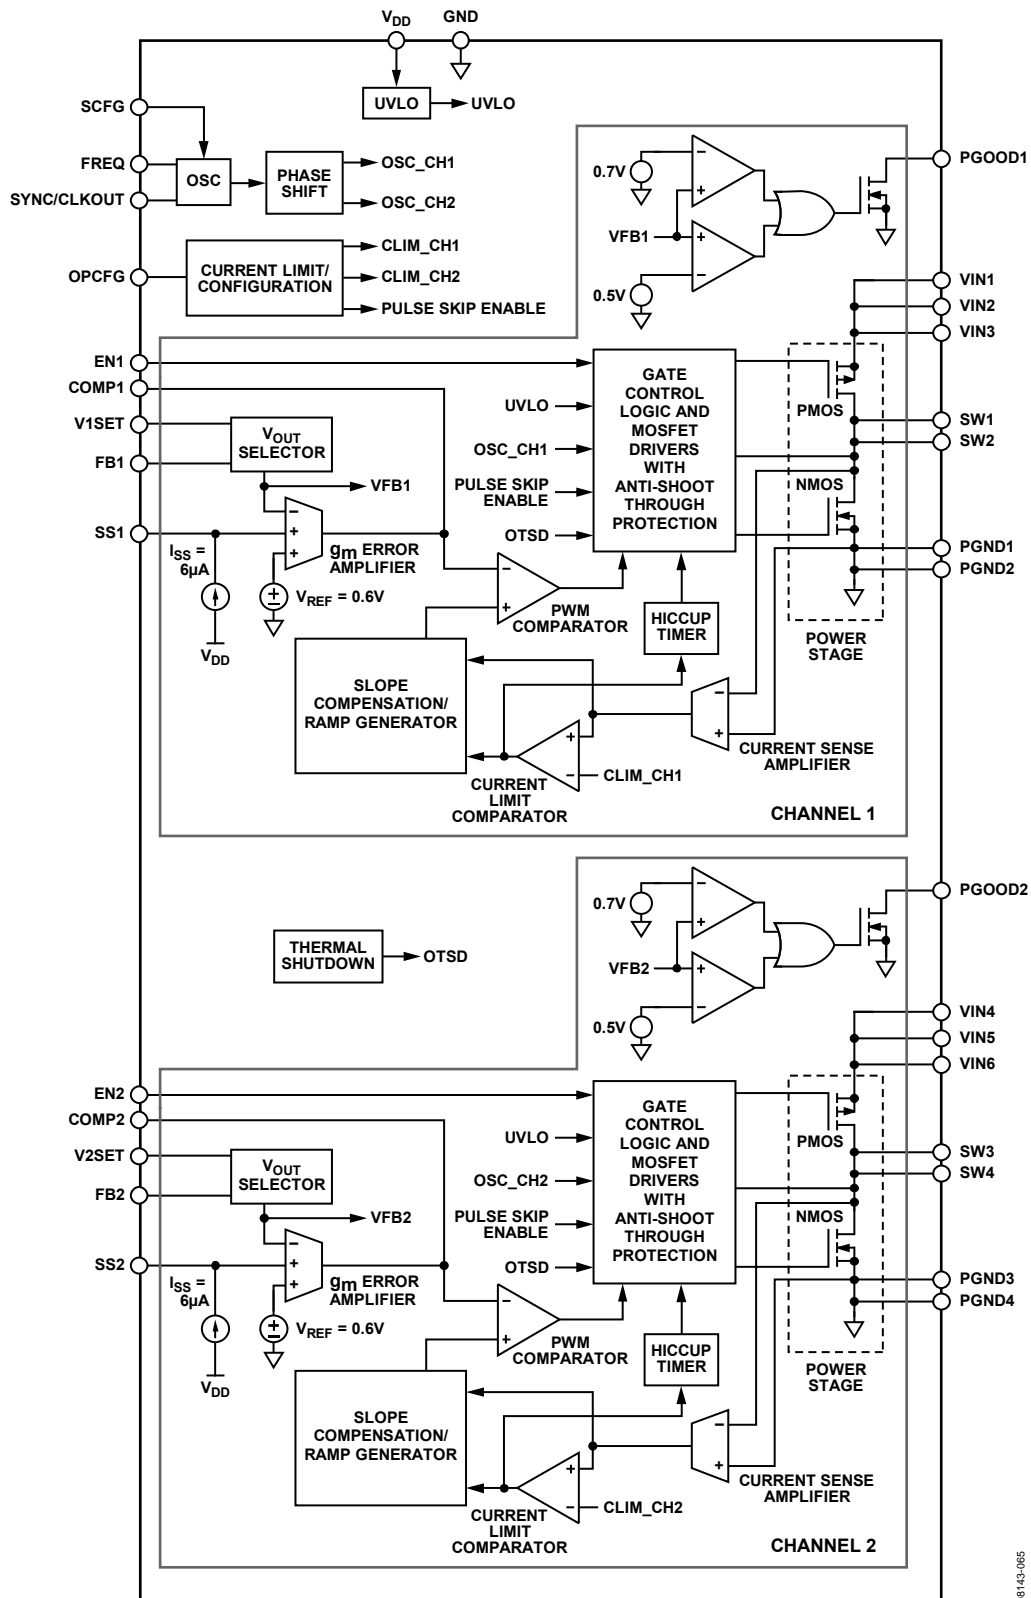 VDD
GND
SCFG
UVLO
UVLO
FREQ
SYNC/CLKOUT
OSC
PHASE
SHIFT
OSC_CH1
OSC_CH2
OPCFG
CURRENT LIMIT/
CONFIGURATION
CLIM_CH1
CLIM_CH2
PULSE SKIP ENABLE
0.7V
−
+
VFB1
+
−
0.5V
PGOOD1
VIN1
VIN2
VIN3
EN1
COMP1
V1SET
FB1
SS1
VOUT
SELECTOR
VFB1
−
+
+
gm ERROR
AMPLIFIER
ISS =
6µA
VDD
+
−
VREF = 0.6V
UVLO
OSC_CH1
PULSE SKIP
ENABLE
OTSD
GATE
CONTROL
LOGIC AND
MOSFET
DRIVERS
WITH
ANTI-SHOOT
THROUGH
PROTECTION
PMOS
NMOS
SW1
SW2
PGND1
PGND2
POWER
STAGE
−
+
PWM
COMPARATOR
HICCUP
TIMER
SLOPE
COMPENSATION/
RAMP GENERATOR
+
−
CLIM_CH1
CURRENT
LIMIT
COMPARATOR
−
+
CURRENT SENSE
AMPLIFIER
CHANNEL 1
THERMAL
SHUTDOWN
OTSD
0.7V
−
+
VFB2
+
−
0.5V
PGOOD2
VIN4
VIN5
VIN6
EN2
COMP2
V2SET
FB2
SS2
VOUT
SELECTOR
VFB2
−
+
+
gm ERROR
AMPLIFIER
ISS =
6µA
VDD
+
−
VREF = 0.6V
UVLO
OSC_CH2
PULSE SKIP
ENABLE
OTSD
GATE
CONTROL
LOGIC AND
MOSFET
DRIVERS
WITH
ANTI-SHOOT
THROUGH
PROTECTION
PMOS
NMOS
SW3
SW4
PGND3
PGND4
POWER
STAGE
−
+
PWM
COMPARATOR
HICCUP
TIMER
SLOPE
COMPENSATION/
RAMP GENERATOR
+
−
CLIM_CH2
CURRENT
LIMIT
COMPARATOR
−
+
CURRENT SENSE
AMPLIFIER
CHANNEL 2